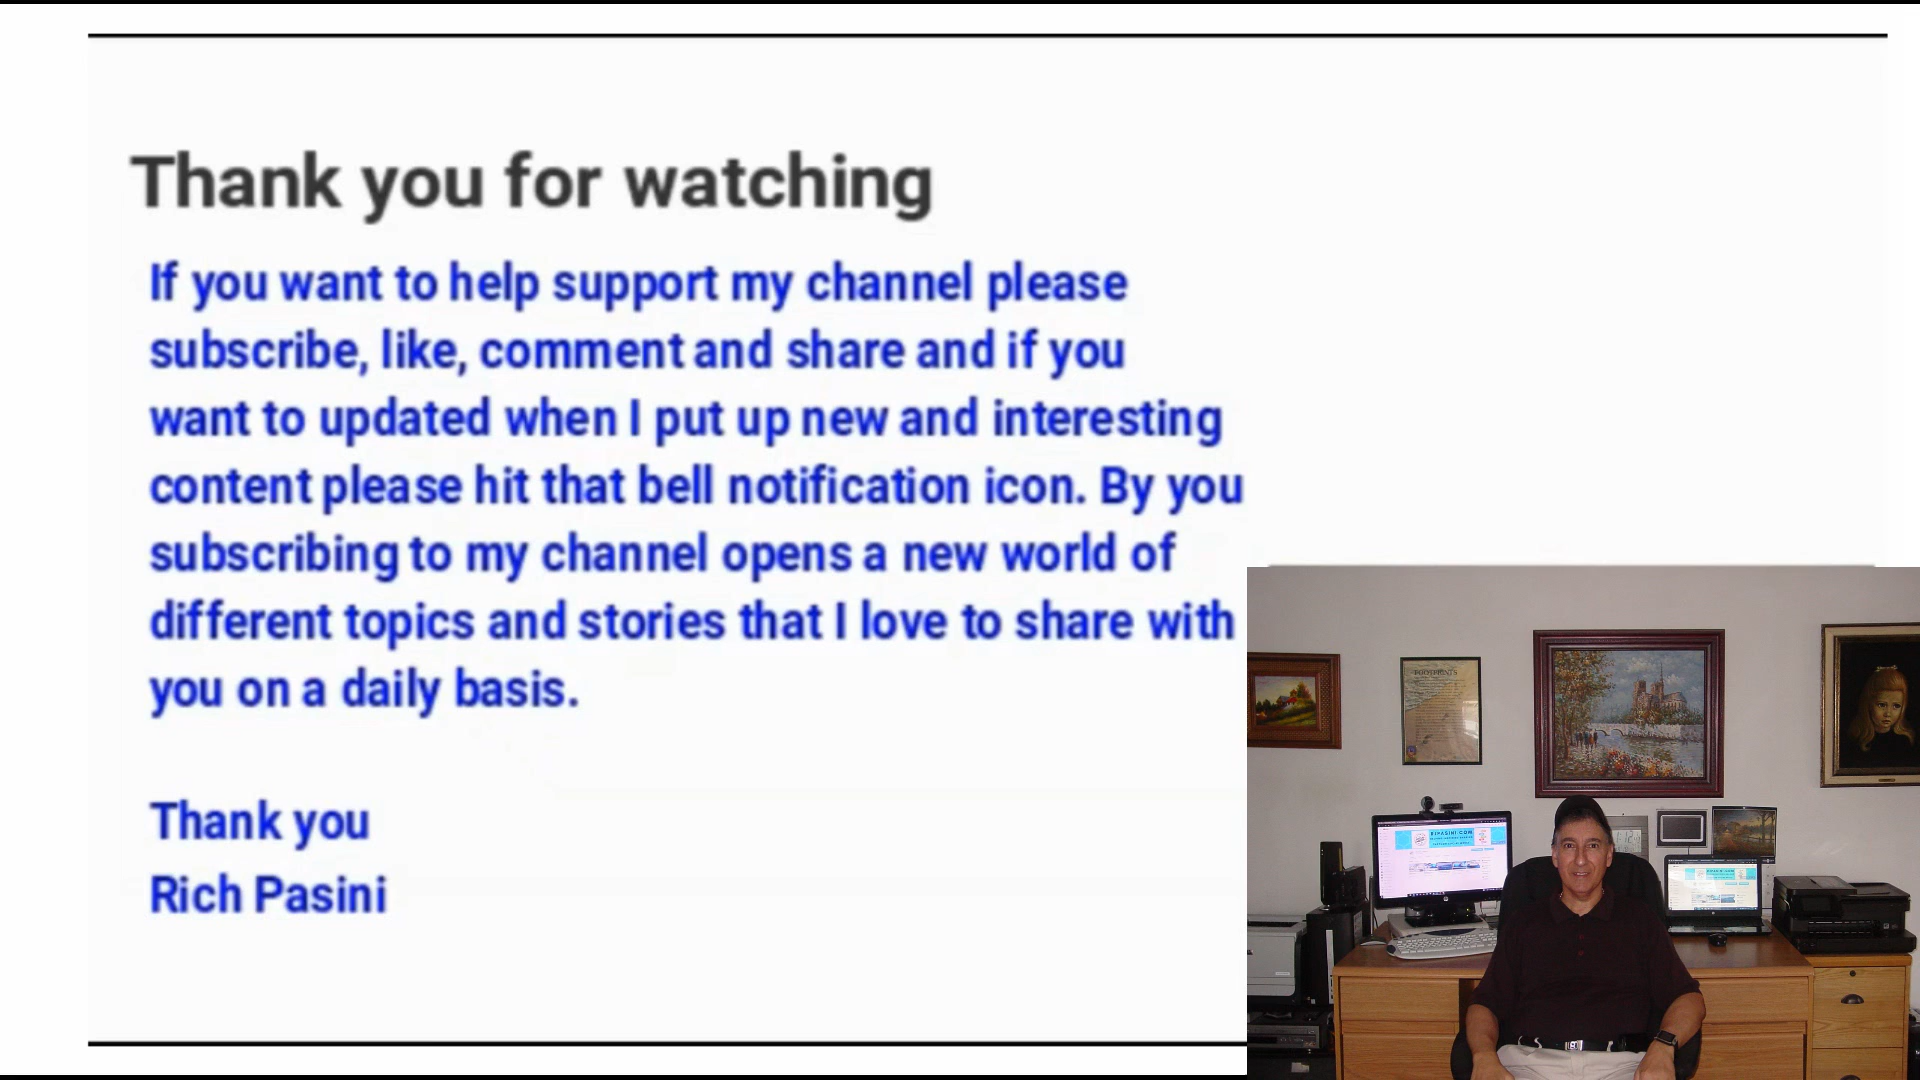 Thank you for watching
If you want to help support my channel please
subscribe, like, comment and share and if you
want to updated when I put up new and interesting
content please hit that bell notification icon. By you
subscribing to my channel opens a new world of
different topics and stories that I love to share with
you on a daily basis.
Thank you
Rich Pasini
FOOTPRINTS
RJPASINI.COM